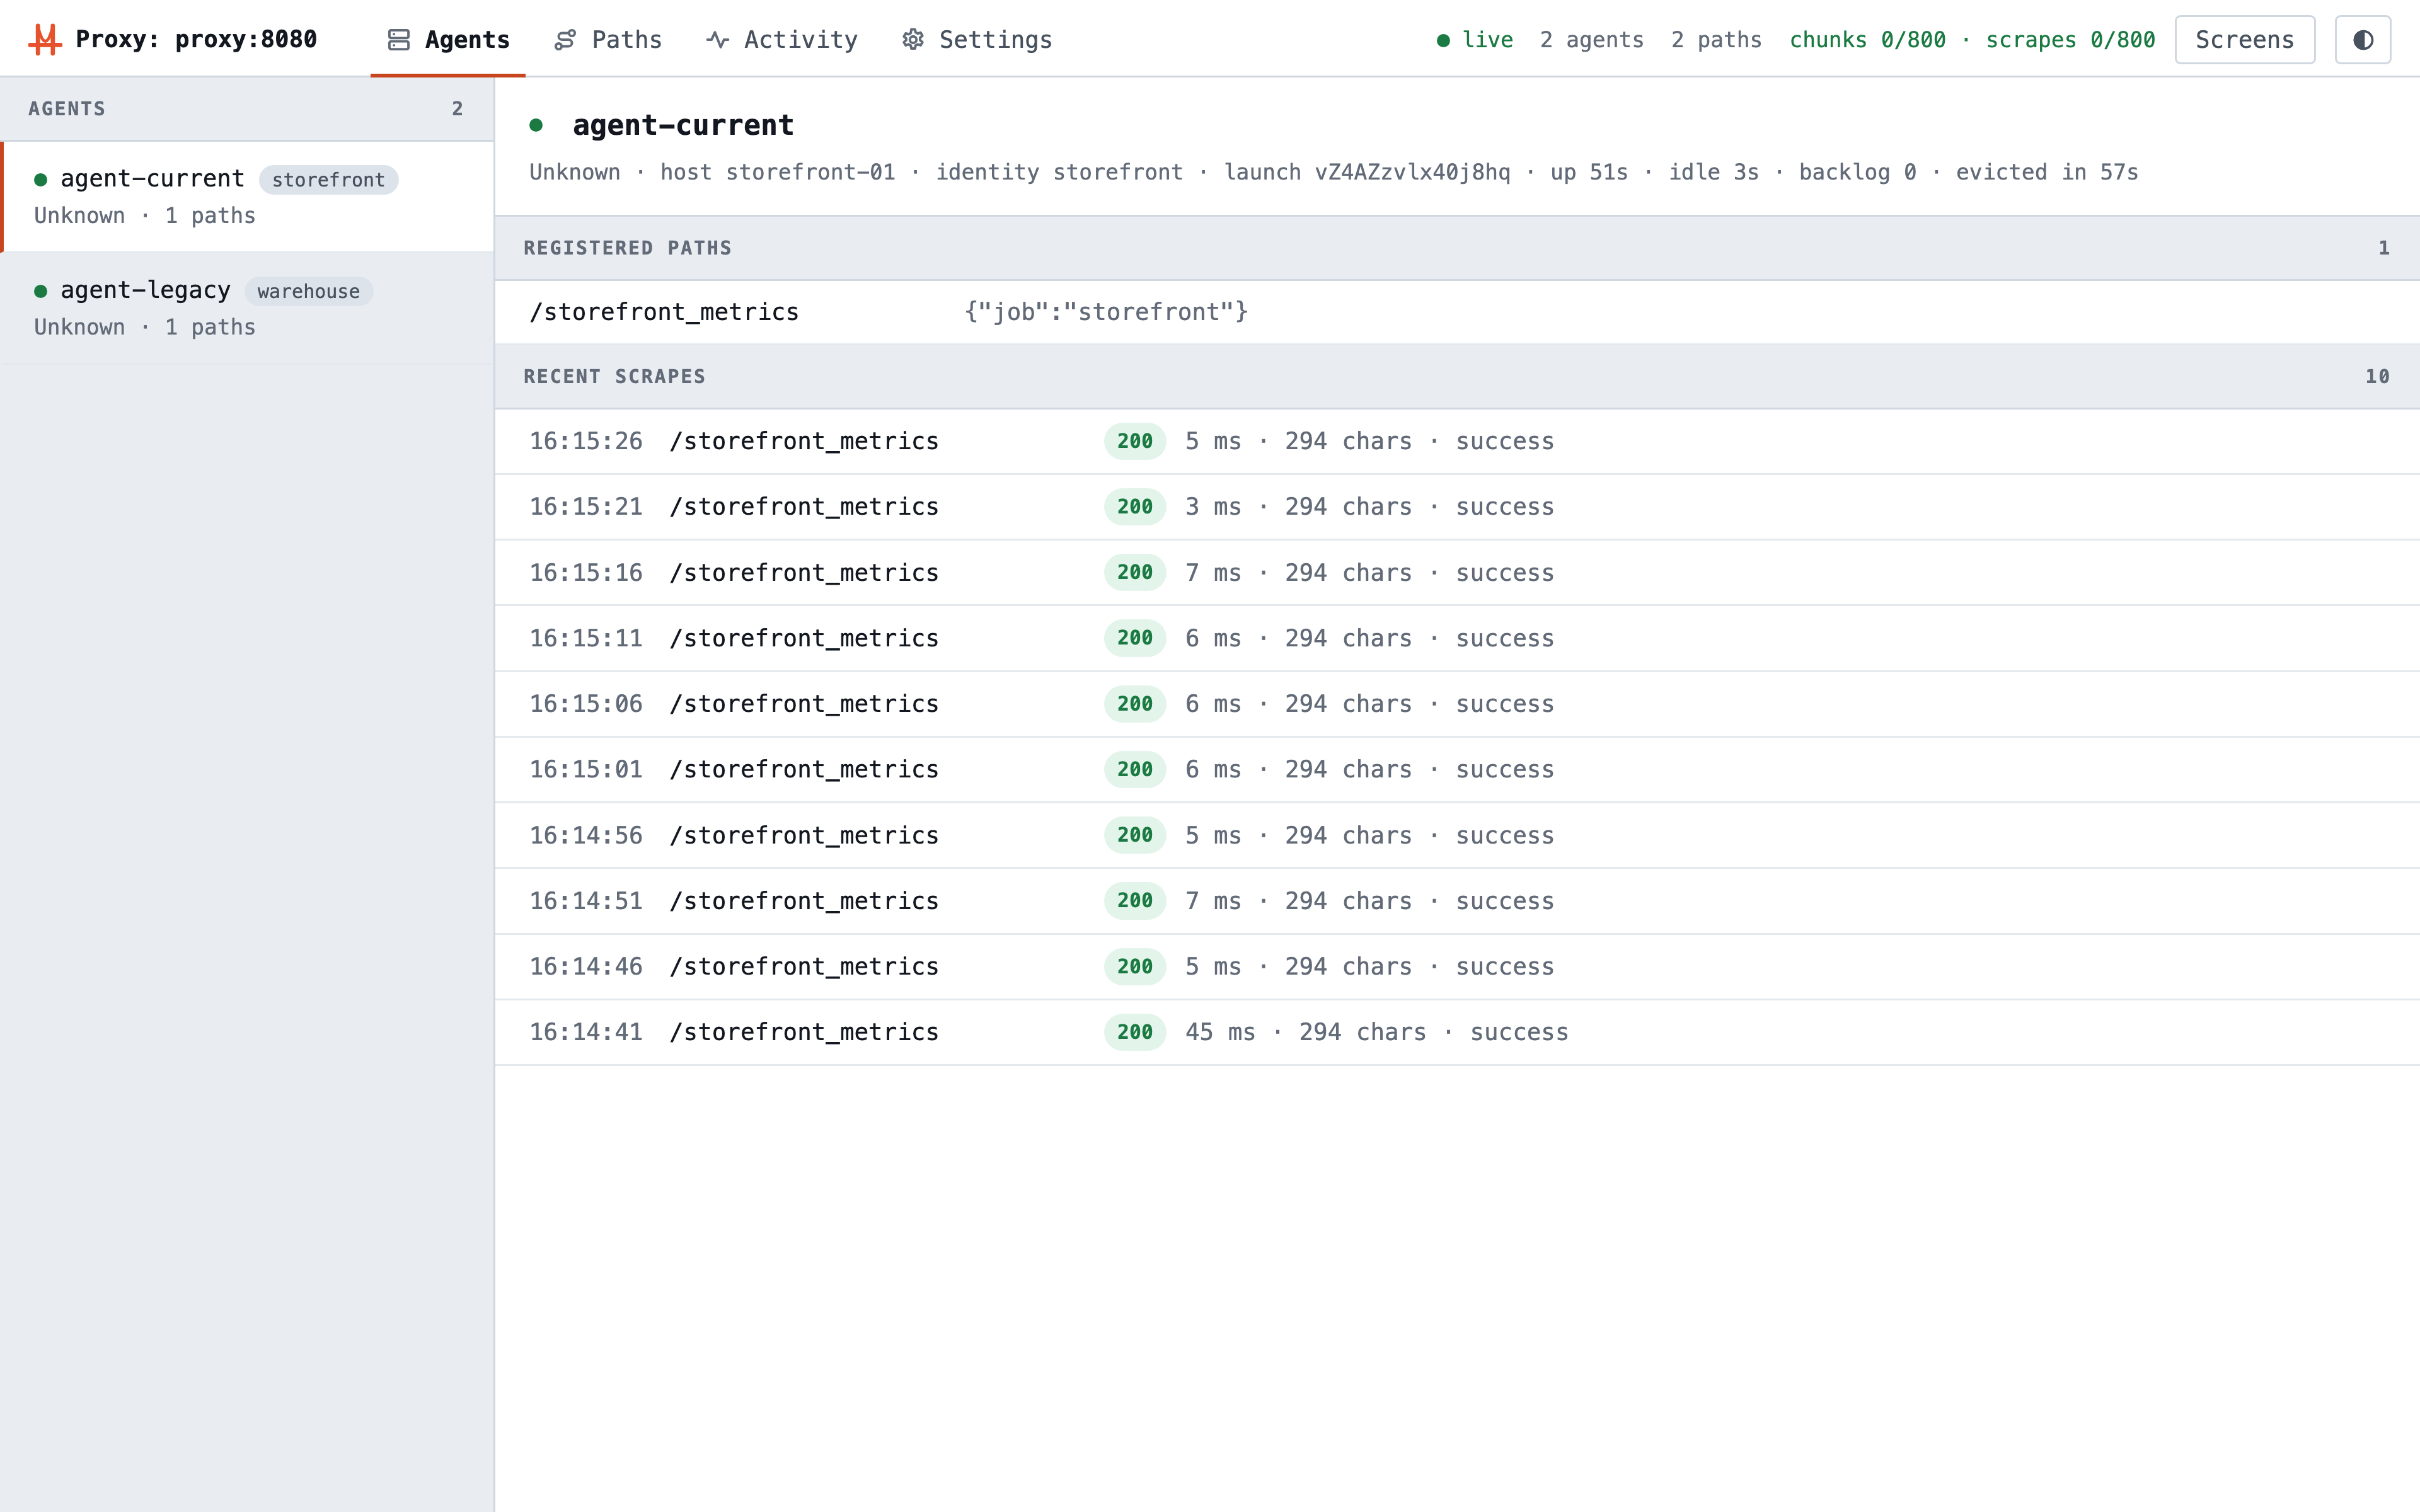 Proxy: proxy:8080 Agents Paths Activity Settings live 2 agents 2 paths chunks 0/800 · scrapes 0/800 Screens
AGENTS 2
agent-current storefront
Unknown · 1 paths
agent-legacy warehouse
Unknown · 1 paths
agent-current
Unknown · host storefront-01 · identity storefront · launch vZ4AZzvlx40j8hq · up 51s · idle 3s · backlog 0 · evicted in 57s
REGISTERED PATHS 1
/storefront_metrics {"job":"storefront"}
RECENT SCRAPES 10
16:15:26 /storefront_metrics 200 5 ms · 294 chars · success
16:15:21 /storefront_metrics 200 3 ms · 294 chars · success
16:15:16 /storefront_metrics 200 7 ms · 294 chars · success
16:15:11 /storefront_metrics 200 6 ms · 294 chars · success
16:15:06 /storefront_metrics 200 6 ms · 294 chars · success
16:15:01 /storefront_metrics 200 6 ms · 294 chars · success
16:14:56 /storefront_metrics 200 5 ms · 294 chars · success
16:14:51 /storefront_metrics 200 7 ms · 294 chars · success
16:14:46 /storefront_metrics 200 5 ms · 294 chars · success
16:14:41 /storefront_metrics 200 45 ms · 294 chars · success